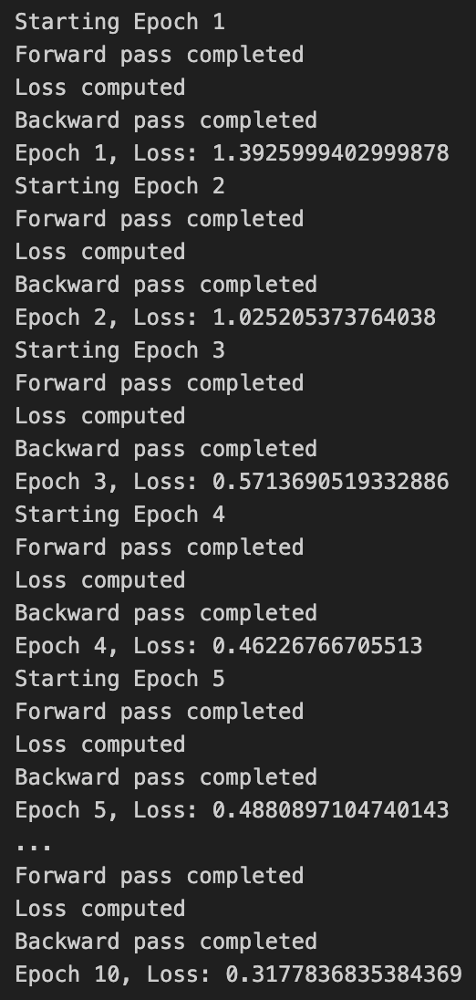 Starting Epoch 1
Forward pass completed
Loss computed
Backward pass completed
Epoch 1, Loss: 1.3925999402999878
Starting Epoch 2
Forward pass completed
Loss computed
Backward pass completed
Epoch 2, Loss: 1.025205373764038
Starting Epoch 3
Forward pass completed
Loss computed
Backward pass completed
Epoch 3, Loss: 0.5713690519332886
Starting Epoch 4
Forward pass completed
Loss computed
Backward pass completed
Epoch 4, Loss: 0.46226766705513
Starting Epoch 5
Forward pass completed
Loss computed
Backward pass completed
Epoch 5, Loss: 0.4880897104740143
...
Forward pass completed
Loss computed
Backward pass completed
Epoch 10, Loss: 0.3177836835384369